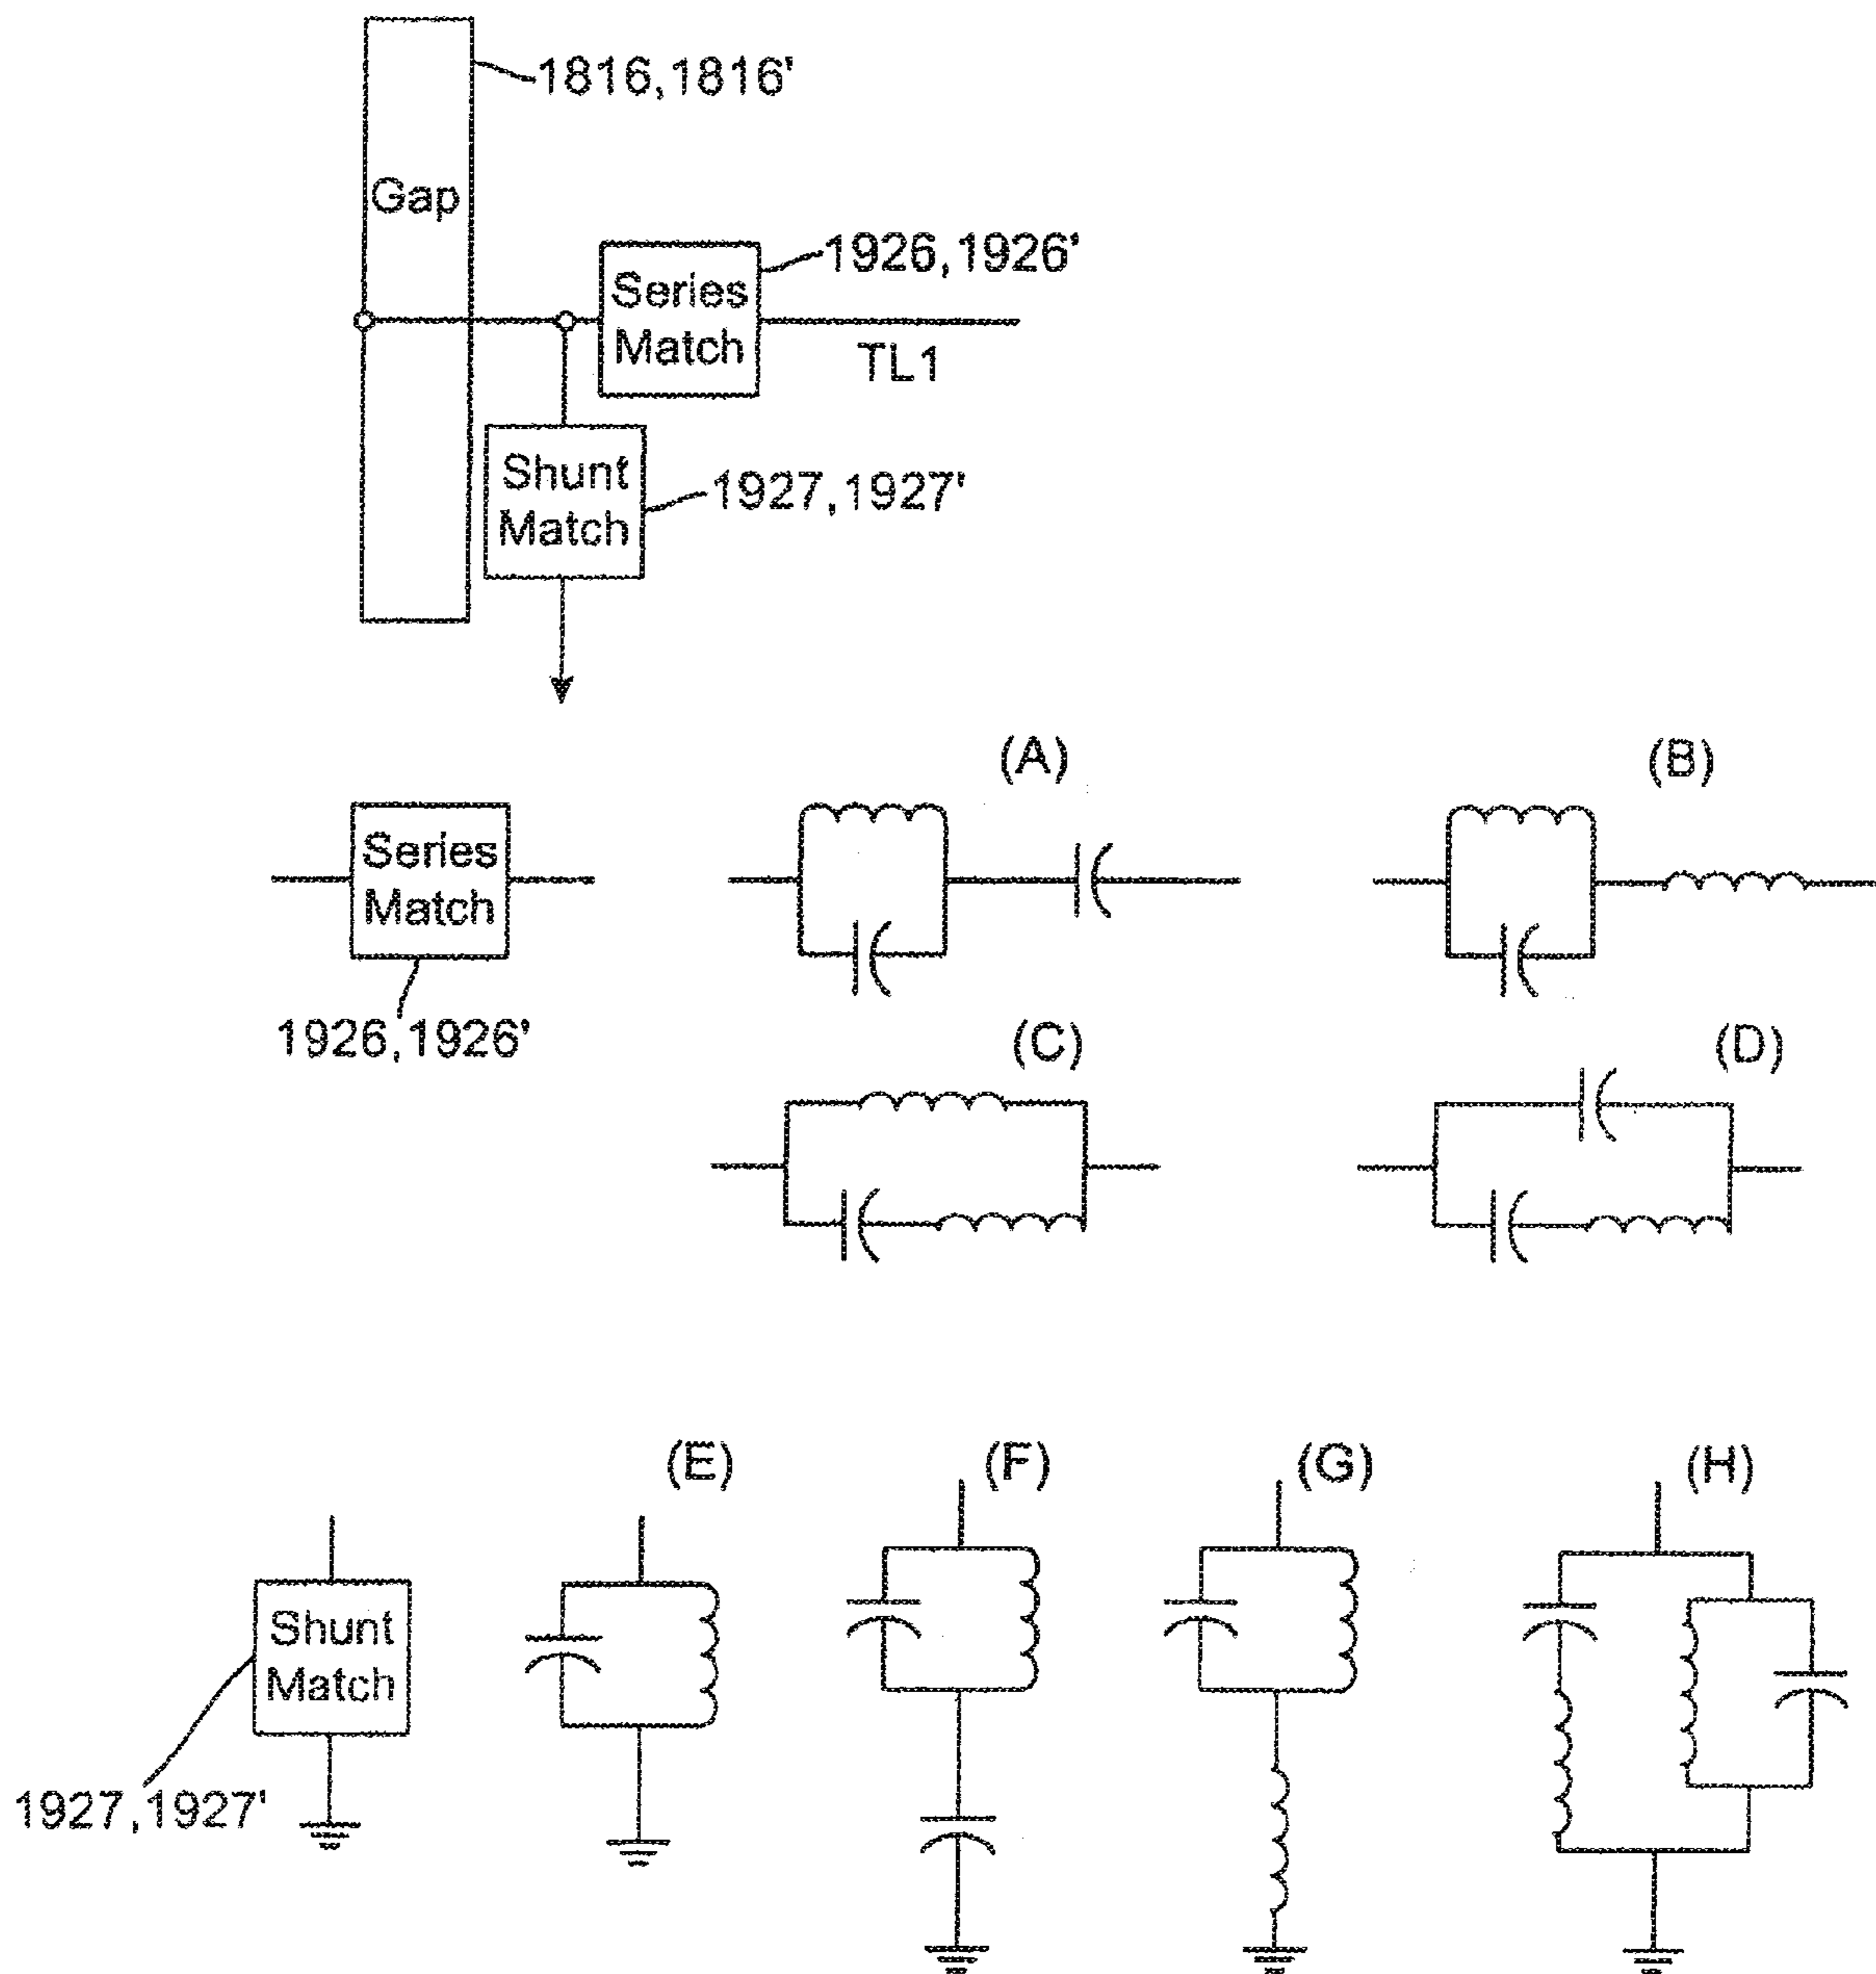 1816,1816'
Gap
1926,1926'
Series
Match
TL1
Shunt
Match
1927,1927'
(A)
(B)
Series
Match
1926,1926'
(C)
(D)
(E)
(F)
(G)
(H)
Shunt
Match
1927,1927'